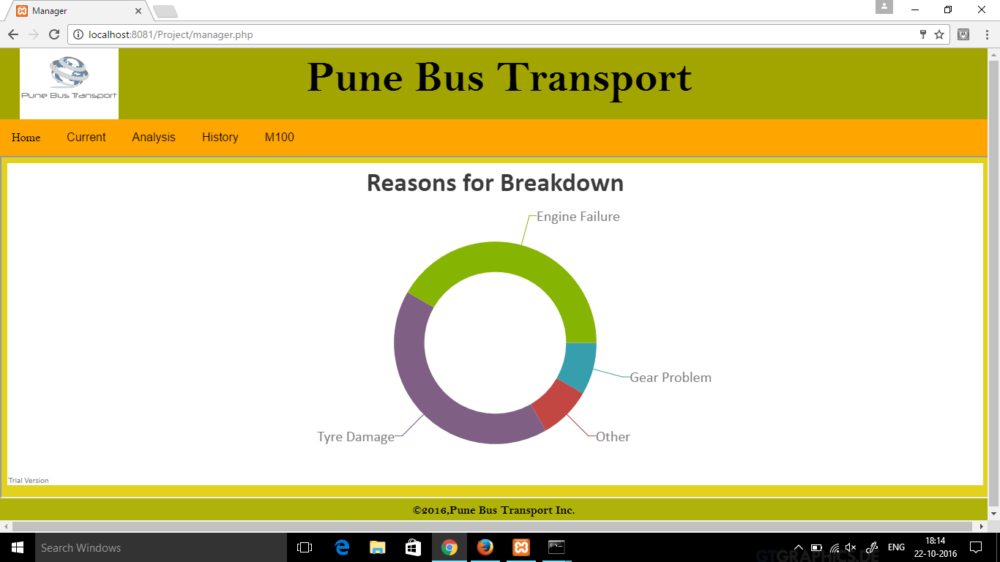 Manager
localhost:8081/Project/manager.php
Pune Bus Transport
Pune Bus Transport
Home Current Analysis History M100
Reasons for Breakdown
Engine Failure
Gear Problem
Tyre Damage
Other
Trial Version
©2016,Pune Bus Transport Inc.
Search Windows
ENG
18:14
22-10-2016
GTGRAPHICS.DE